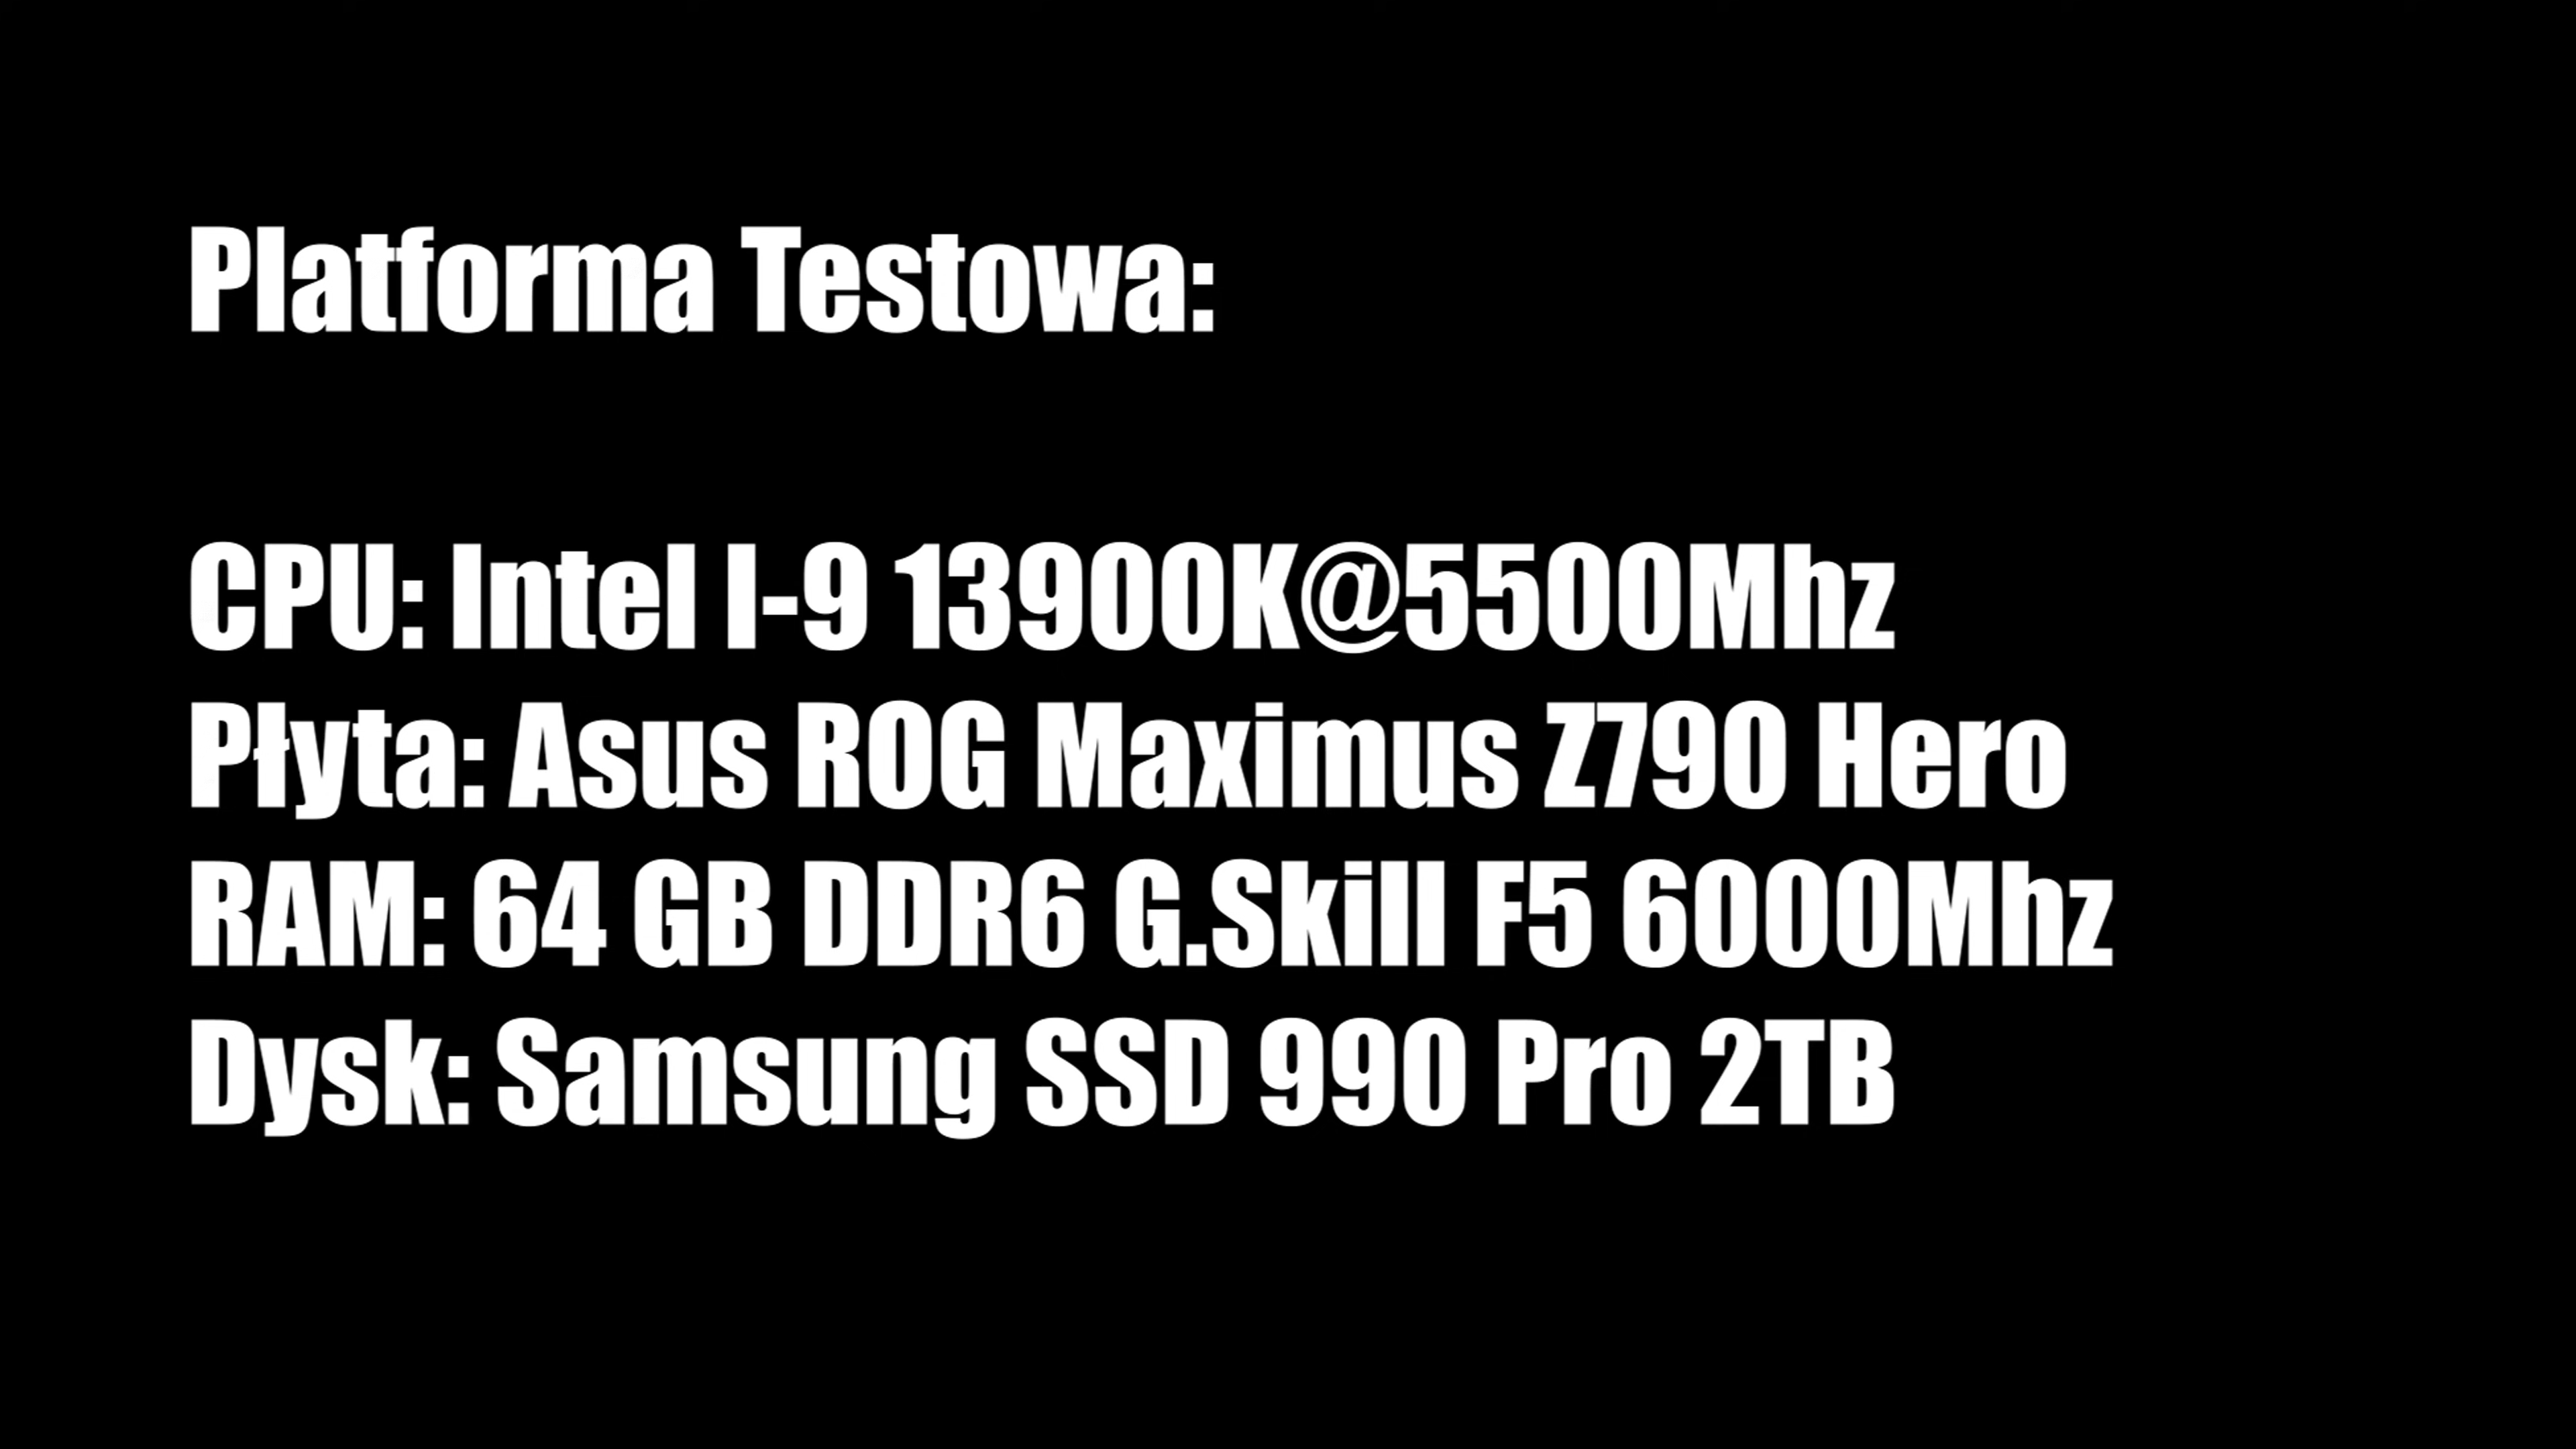 Platforma Testowa:
CPU: Intel I-9 13900K@5500Mhz
Płyta: Asus ROG Maximus Z790 Hero
RAM: 64 GB DDR6 G.Skill F5 6000Mhz
Dysk: Samsung SSD 990 Pro 2TB